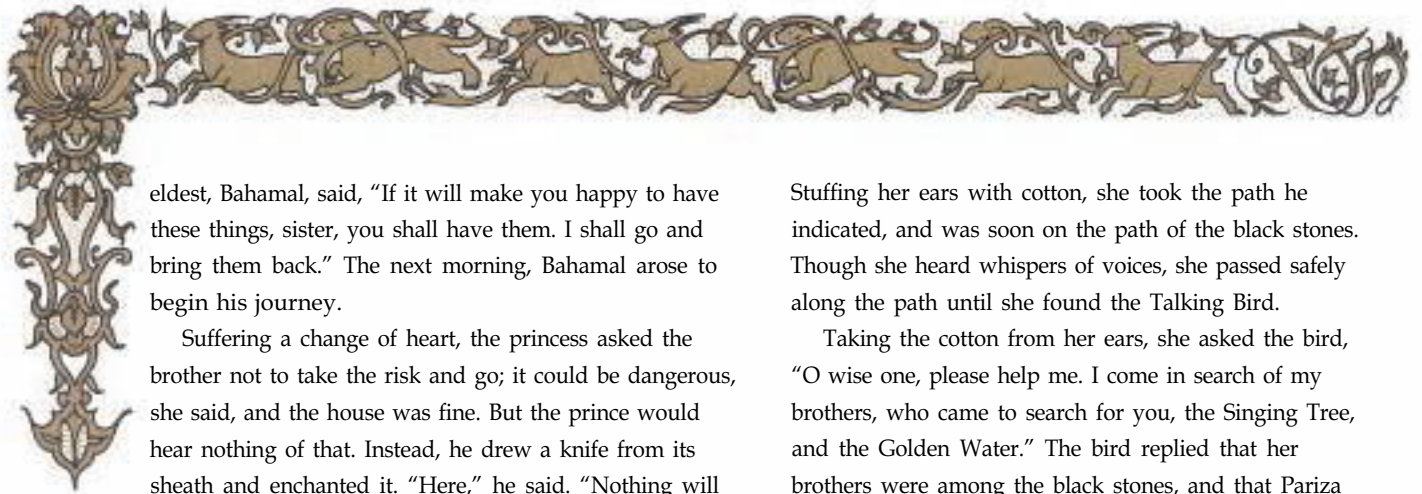 eldest, Bahamal, said, “If it will make you happy to have
these things, sister, you shall have them. I shall go and
bring them back.” The next morning, Bahamal arose to
begin his journey.
Suffering a change of heart, the princess asked the
brother not to take the risk and go; it could be dangerous,
she said, and the house was fine. But the prince would
hear nothing of that. Instead, he drew a knife from its
sheath and enchanted it. “Here,” he said. “Nothing will
Stuffing her ears with cotton, she took the path he
indicated, and was soon on the path of the black stones.
Though she heard whispers of voices, she passed safely
along the path until she found the Talking Bird.
Taking the cotton from her ears, she asked the bird,
“O wise one, please help me. I come in search of my
brothers, who came to search for you, the Singing Tree,
and the Golden Water.” The bird replied that her
brothers were among the black stones, and that Pariza